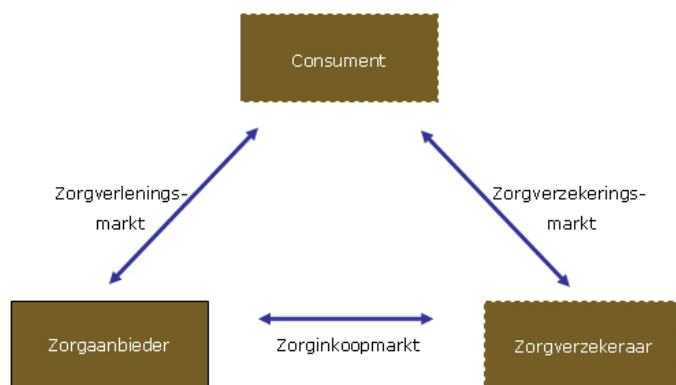 Consument
Zorgverlenings-
markt
Zorgverzekerings-
markt
Zorgaanbieder
Zorginkoopmarkt
Zorgverzekeraar